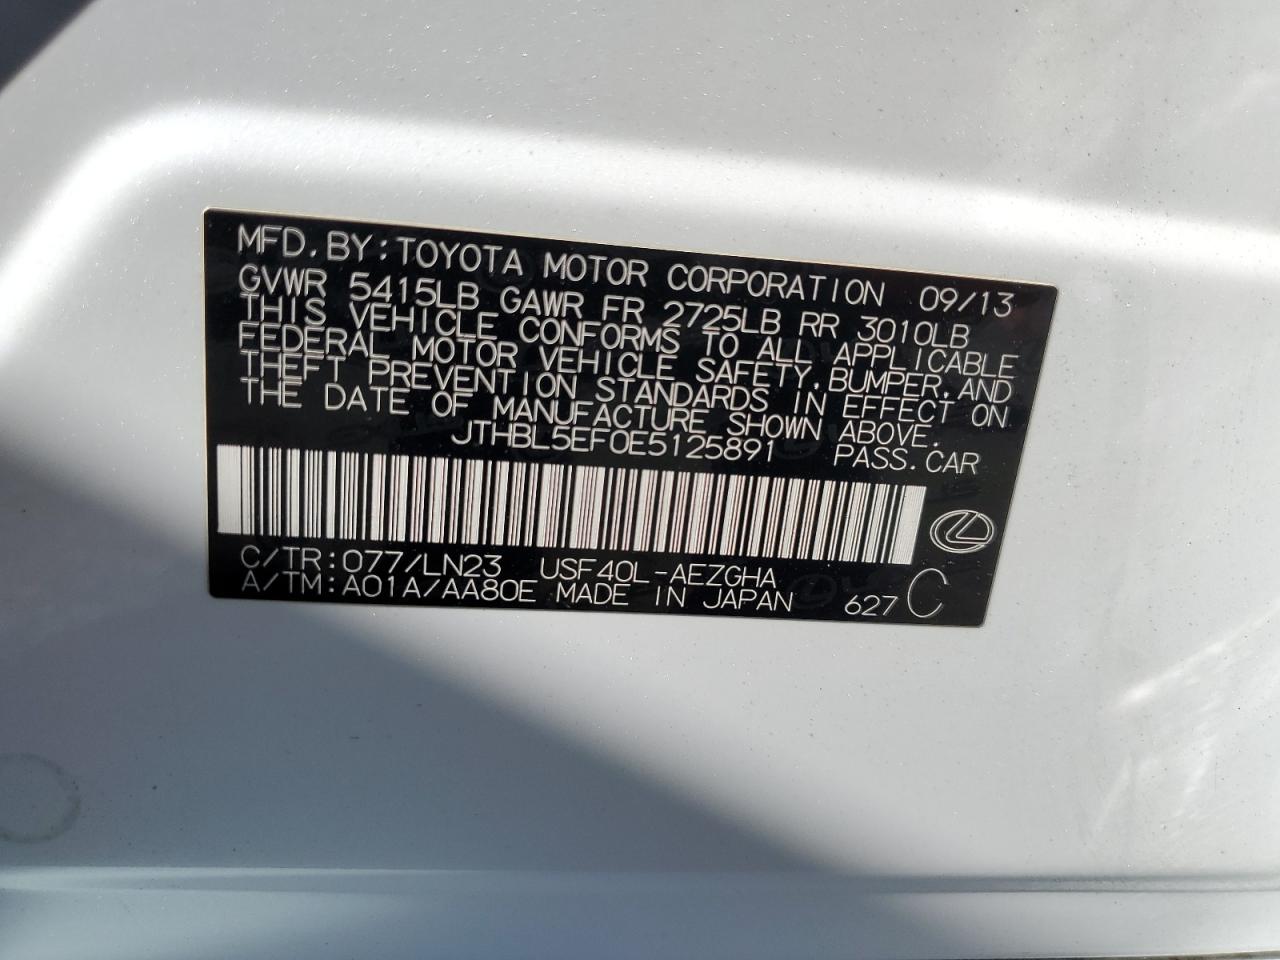 MFD. BY: TOYOTA MOTOR CORPORATION 09/13
GVWR 5415LB GAWR FR 2725LB RR 3010LB
THIS VEHICLE CONFORMS TO ALL APPLICABLE
FEDERAL MOTOR VEHICLE SAFETY, BUMPER, AND
THEFT PREVENTION STANDARDS IN EFFECT ON
THE DATE OF MANUFACTURE SHOWN ABOVE.
JTHBL5EF0E5125891 PASS. CAR
C/TR: 077/LN23 USF40L-AEZGHA
A/TM: A01A/AA80E MADE IN JAPAN 627 C